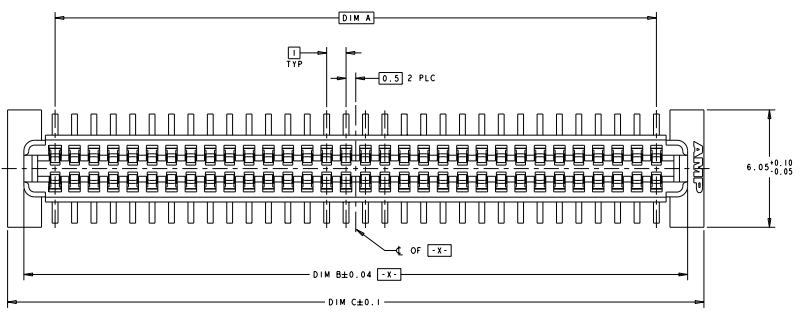 DIM A
1
TYP
0.5 2 PLC
AMP
6.05 +0.10
-0.05
℄ OF -X-
DIM B±0.04 -X-
DIM C±0.1